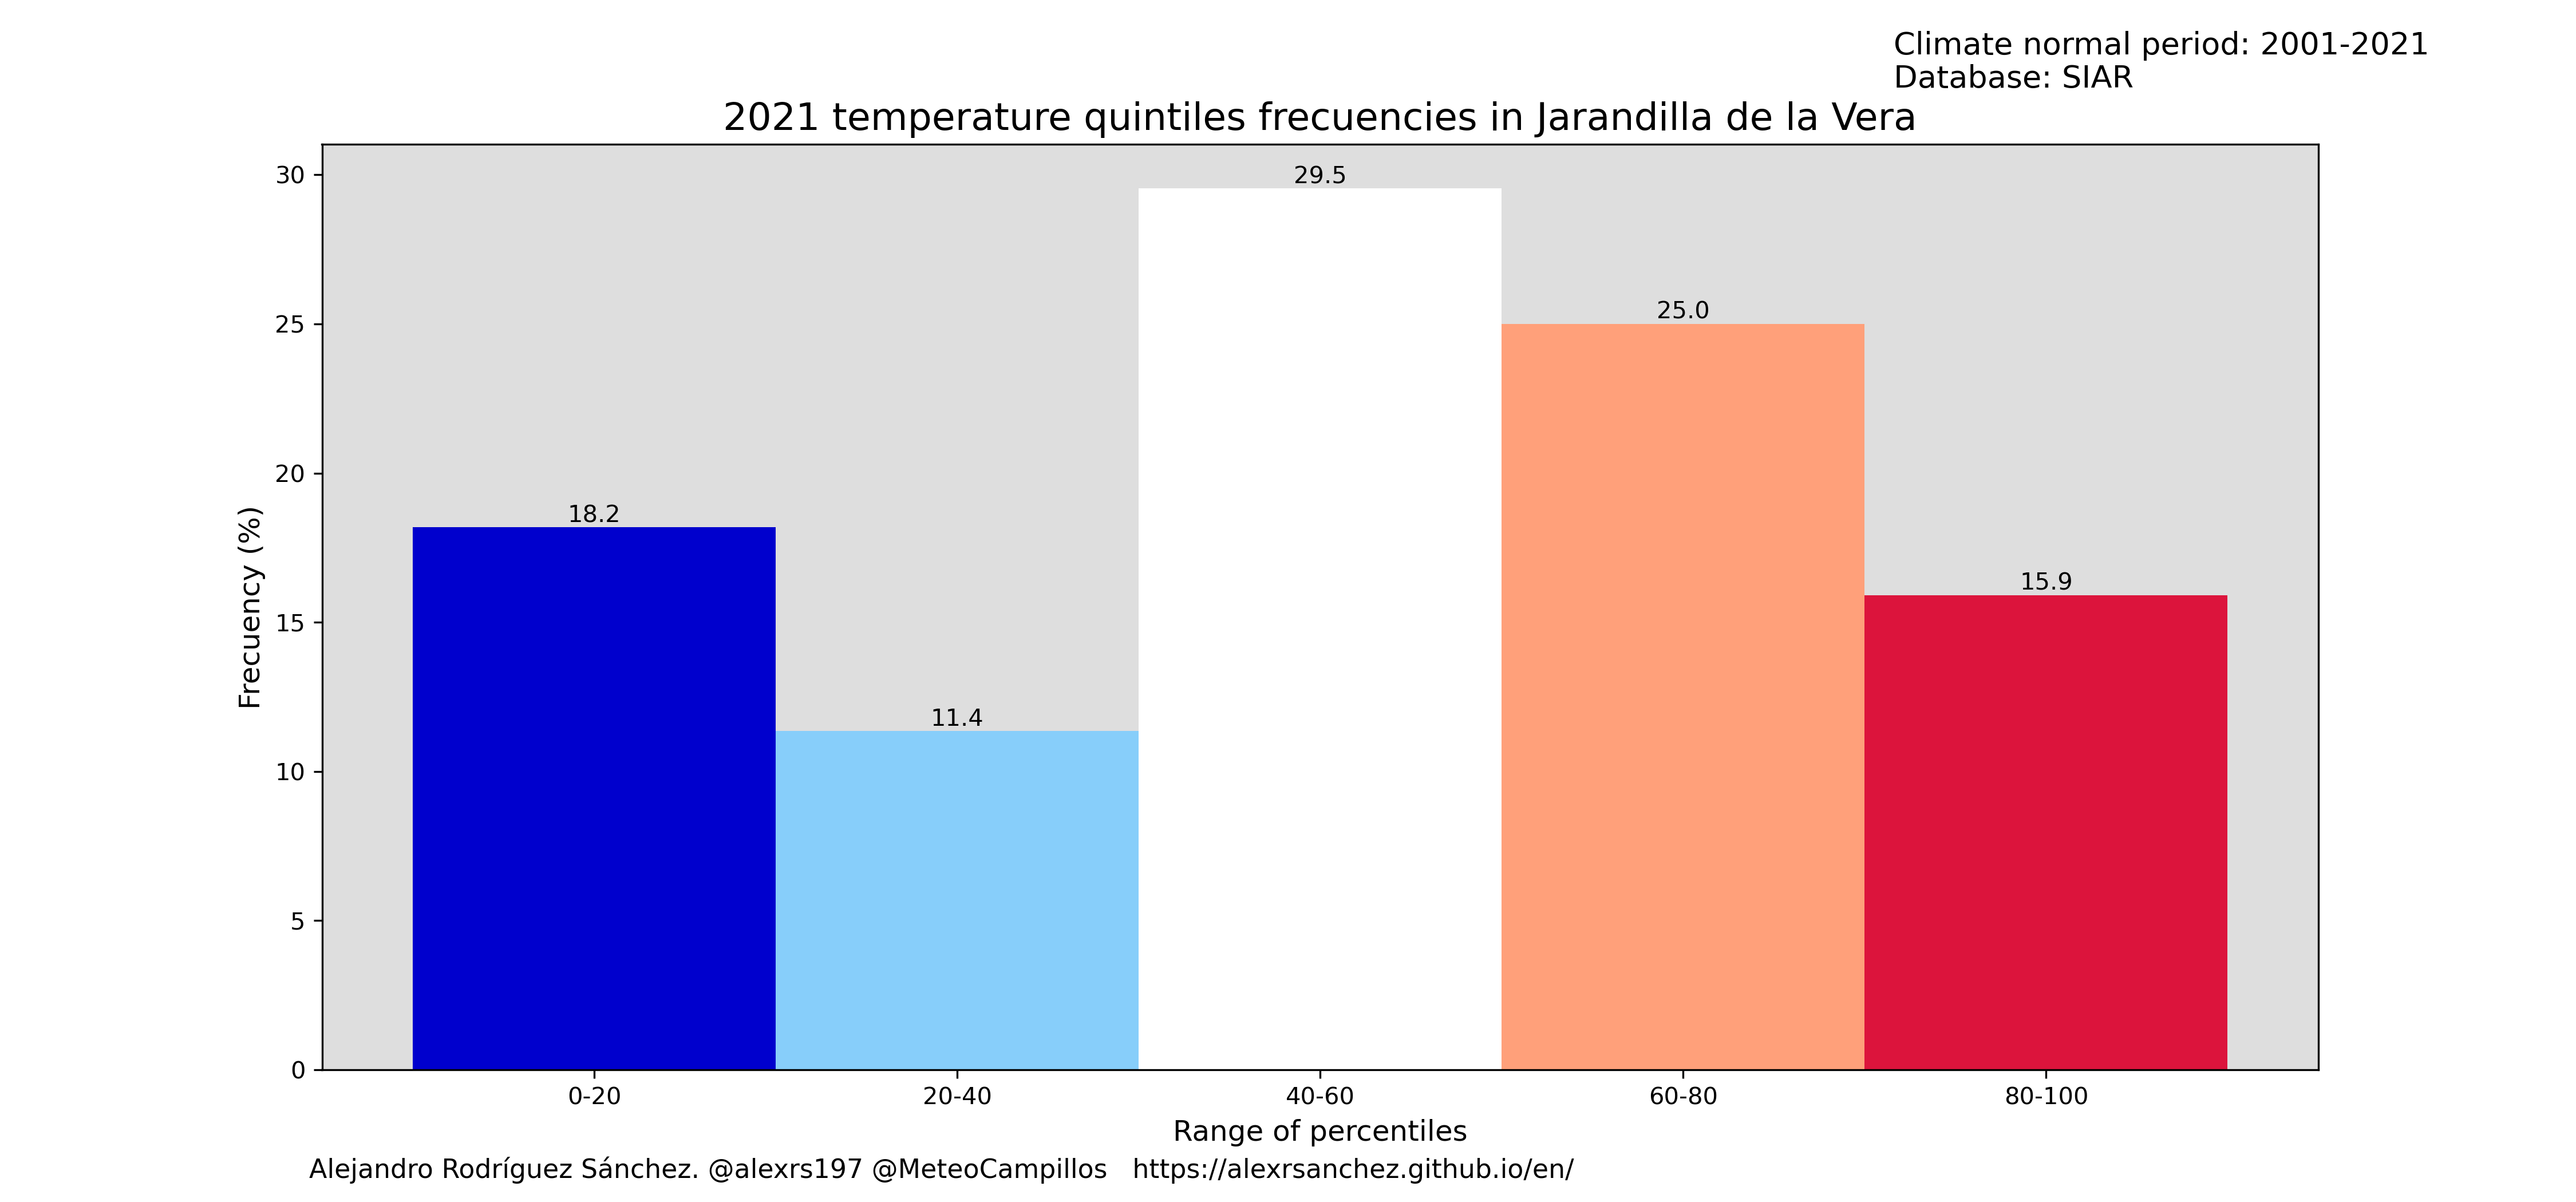 Climate normal period: 2001-2021
Database: SIAR
2021 temperature quintiles frecuencies in Jarandilla de la Vera
30
25
20
15
10
5
0
Frecuency (%)
18.2
11.4
29.5
25.0
15.9
0-20
20-40
40-60
60-80
80-100
Range of percentiles
Alejandro Rodríguez Sánchez. @alexrs197 @MeteoCampillos   https://alexrsanchez.github.io/en/